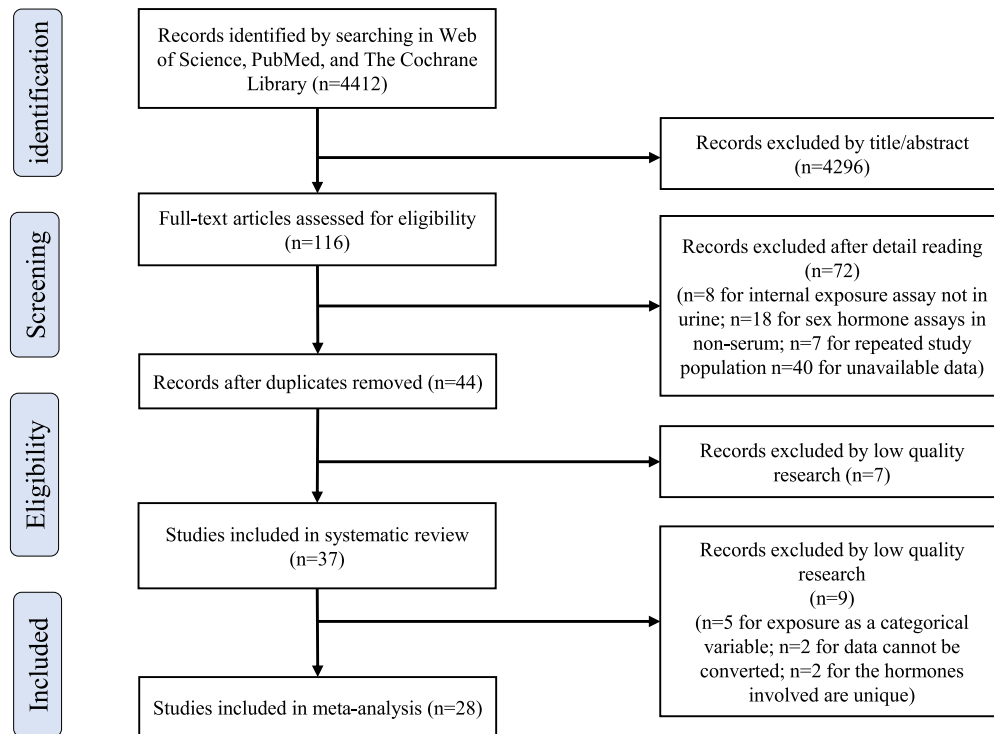 identification
Records identified by searching in Web
of Science, PubMed, and The Cochrane
Library (n=4412)
Records excluded by title/abstract
(n=4296)
Screening
Full-text articles assessed for eligibility
(n=116)
Records excluded after detail reading
(n=72)
(n=8 for internal exposure assay not in
urine; n=18 for sex hormone assays in
non-serum; n=7 for repeated study
population n=40 for unavailable data)
Records after duplicates removed (n=44)
Eligibility
Records excluded by low quality
research (n=7)
Studies included in systematic review
(n=37)
Included
Records excluded by low quality
research
(n=9)
(n=5 for exposure as a categorical
variable; n=2 for data cannot be
converted; n=2 for the hormones
involved are unique)
Studies included in meta-analysis (n=28)